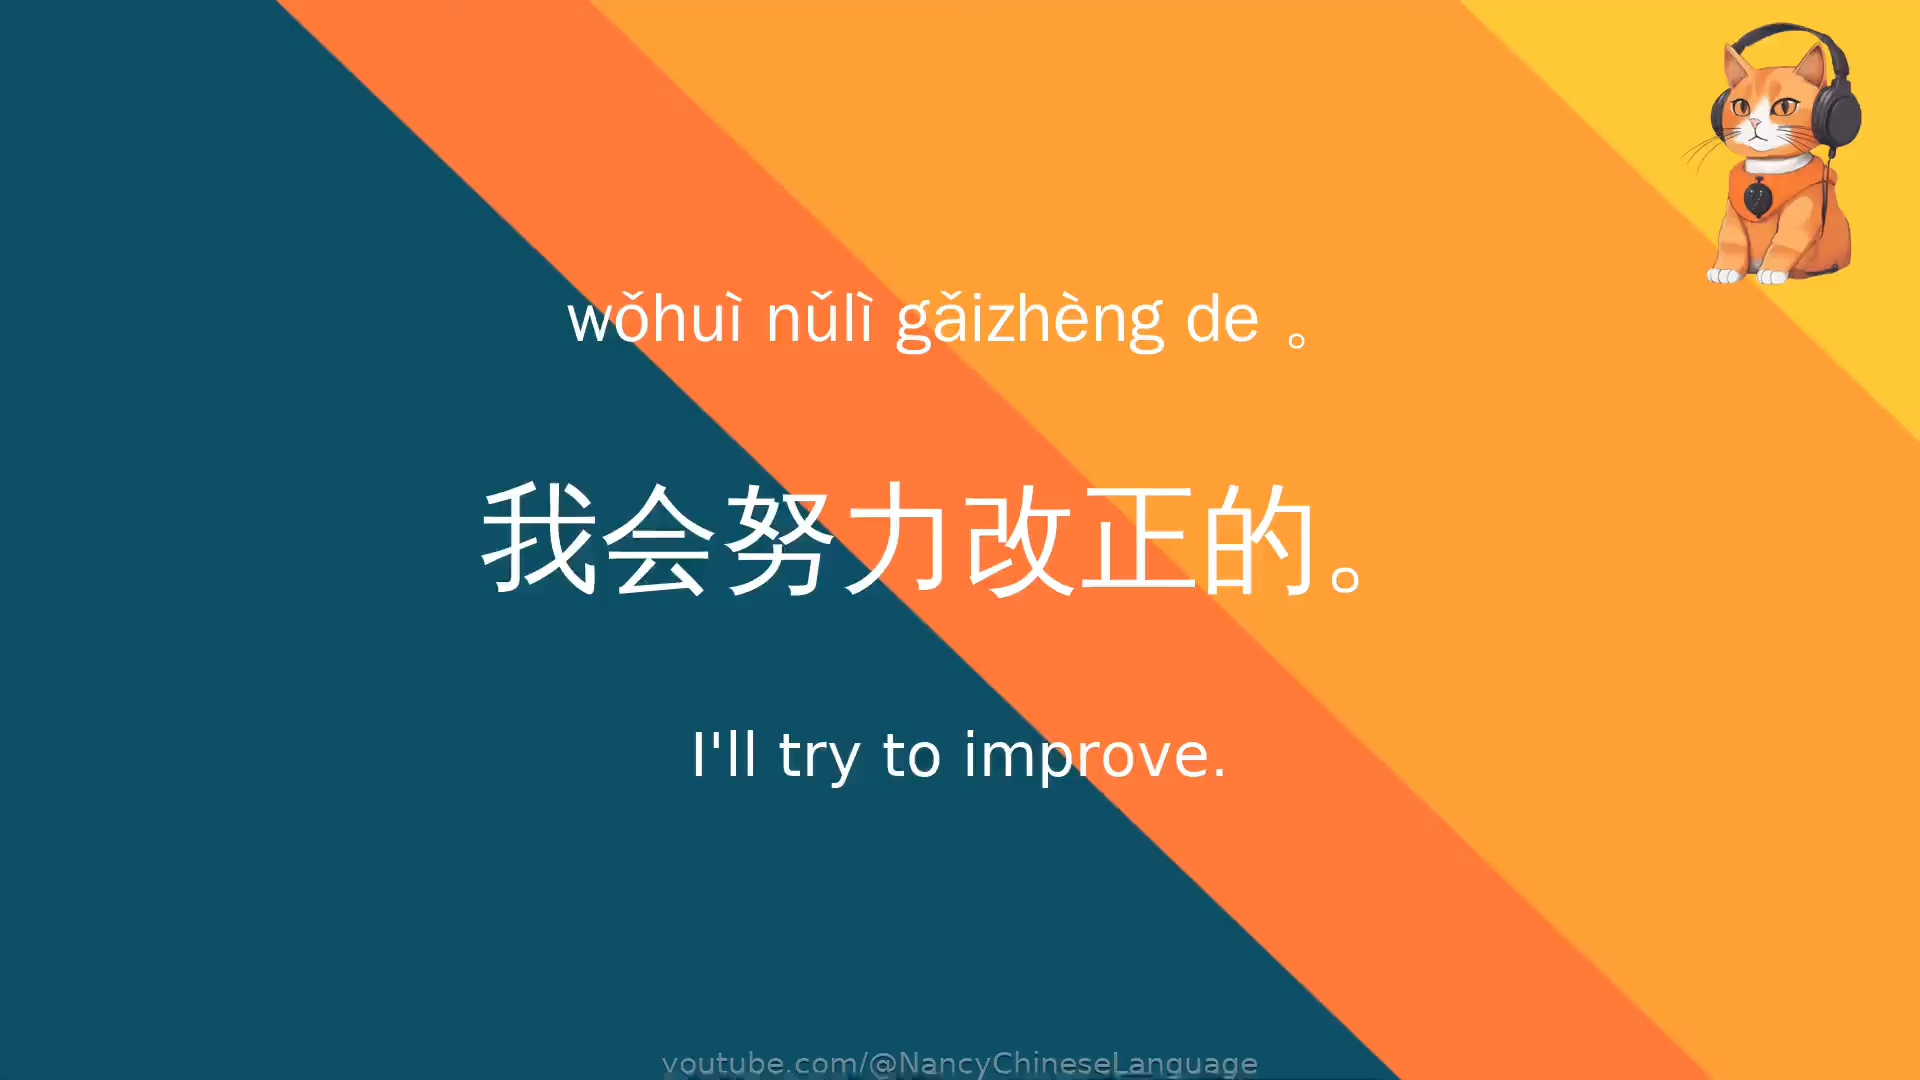 wǒhuì nǔlì gǎizhèng de 。
我会努力改正的。
I'll try to improve.
youtube.com/@NancyChineseLanguage